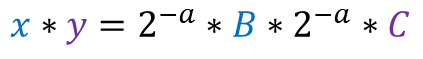 x * y = 2⁻ᵃ * B * 2⁻ᵃ * C